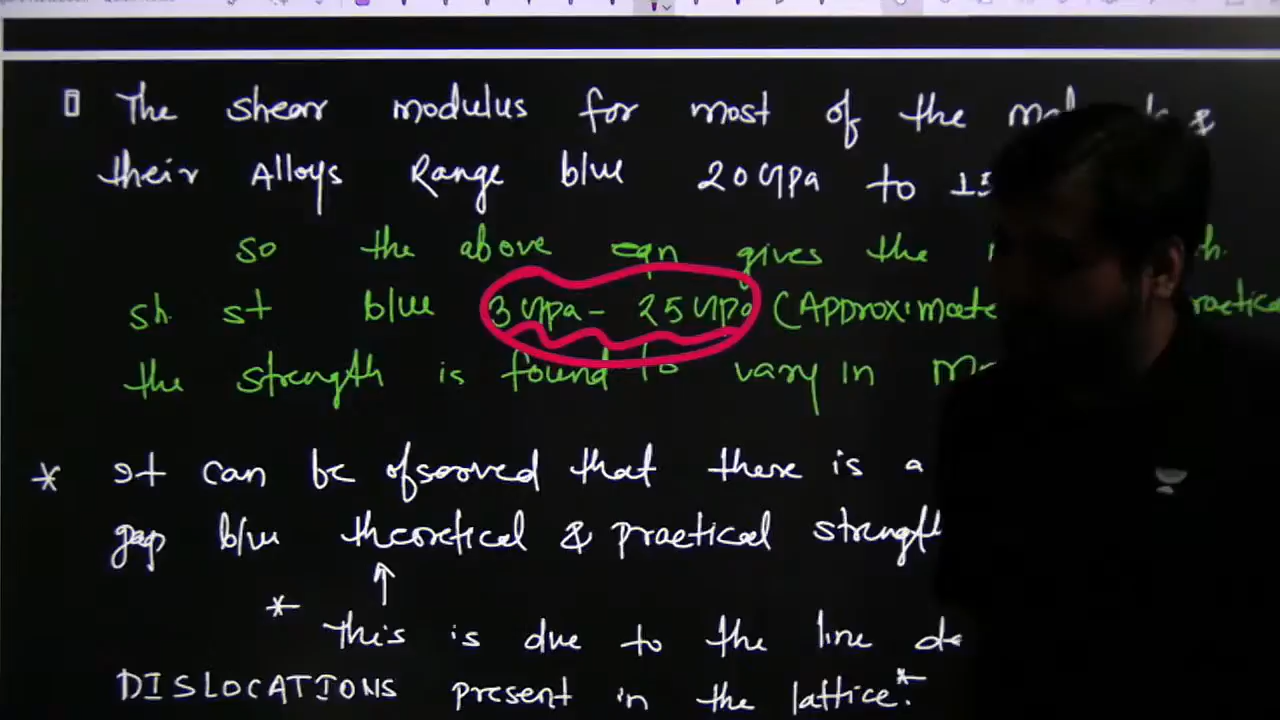 The shear modulus for most of the &
their Alloys Range b/w 20 GPa to
so the above eqn gives the
sh. st b/w 3 GPa - 25 GPa (Approximate
the strength is found to vary in
* It can be observed that there is a
gap b/w theoretical & practical strength
* This is due to the line
DISLOCATIONS present in the lattice.*